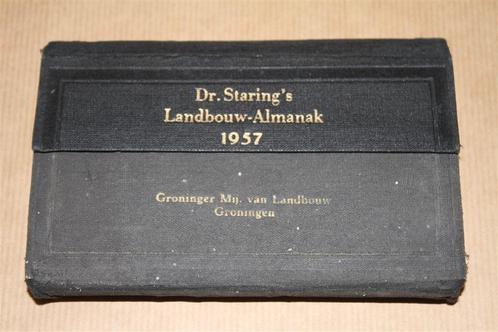 Dr. Staring's
Landbouw-Almanak
1957
Groninger Mij. van Landbouw
Groningen